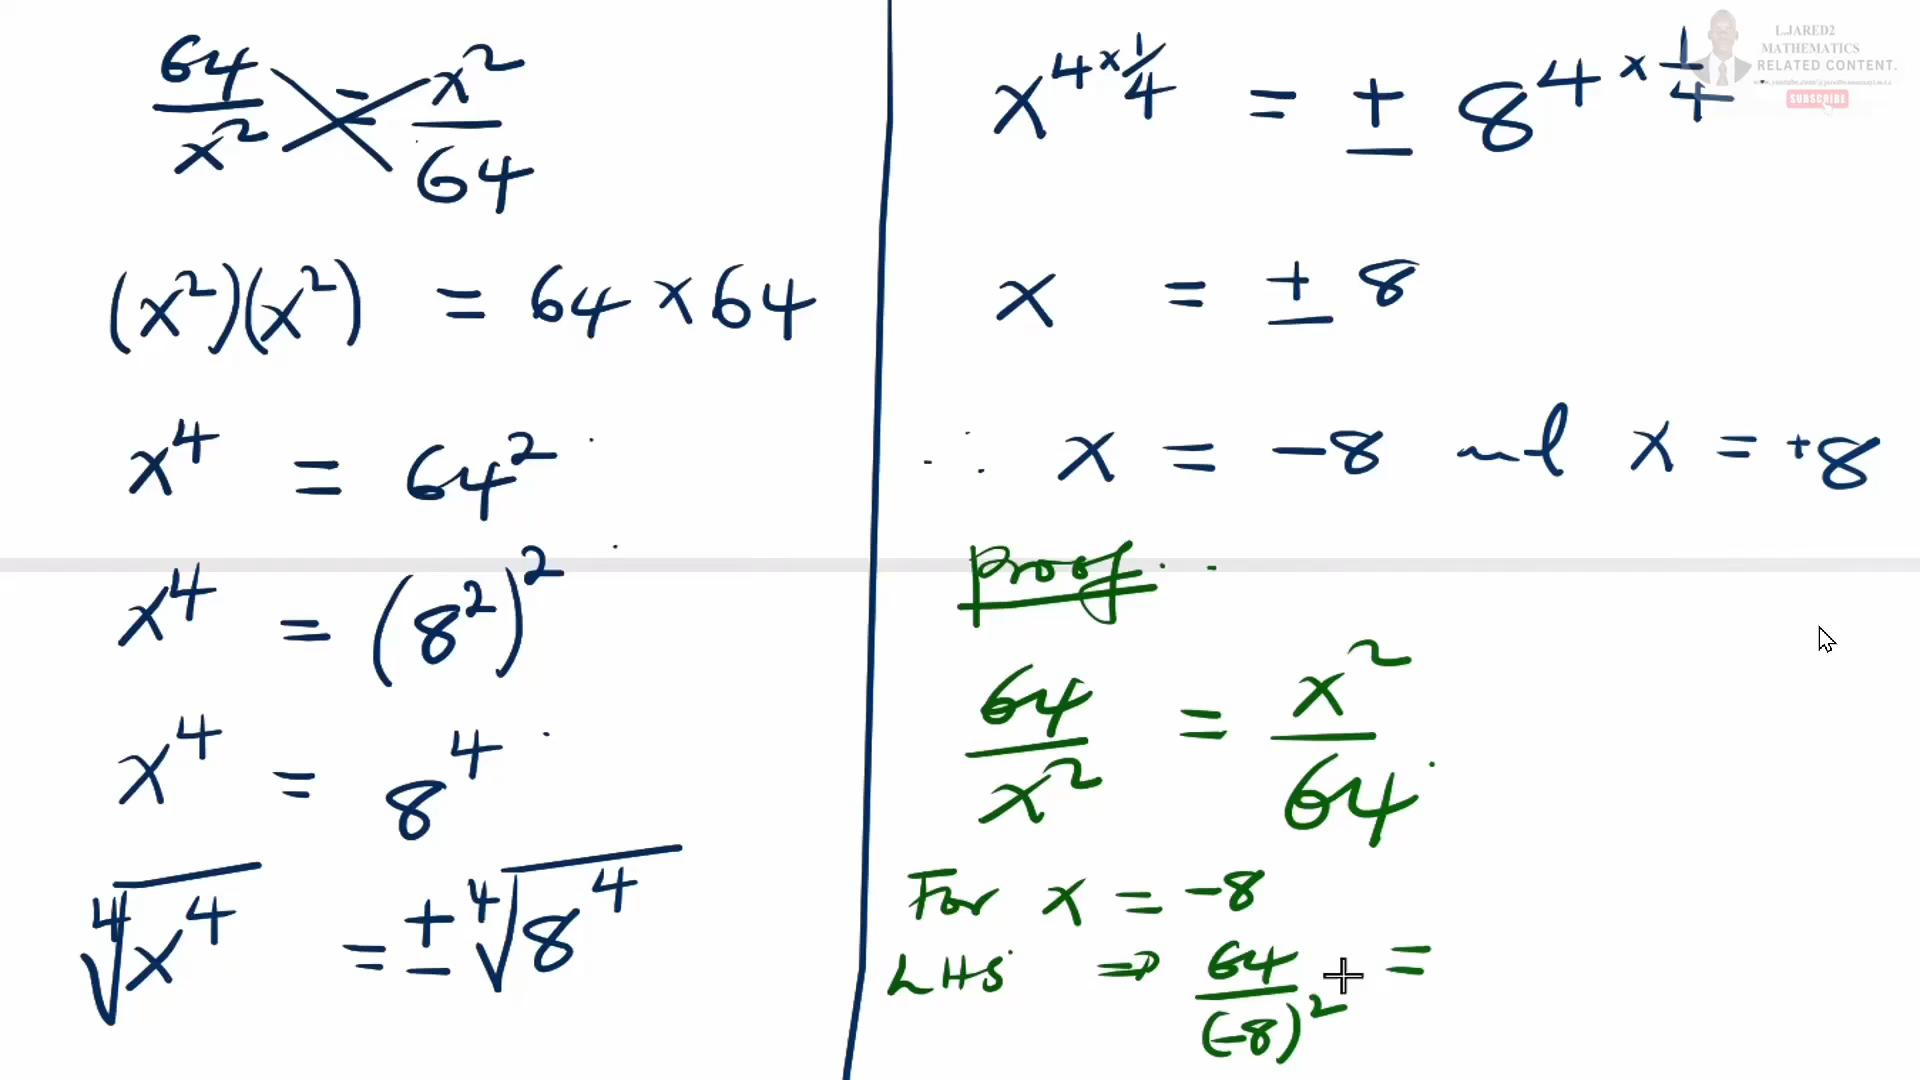 64/x² = x²/64
(x²)(x²) = 64 × 64
x⁴ = 64²
x⁴ = (8²)²
x⁴ = 8⁴
∜x⁴ = ± ∜8⁴
L.JARED2
MATHEMATICS
RELATED CONTENT.
SUBSCRIBE
x^(4 × 1/4) = ± 8^(4 × 1/4)
x = ± 8
∴ x = -8 and x = +8
Proof
64/x² = x²/64
For x = -8
LHS ⇒ 64/(-8)² =